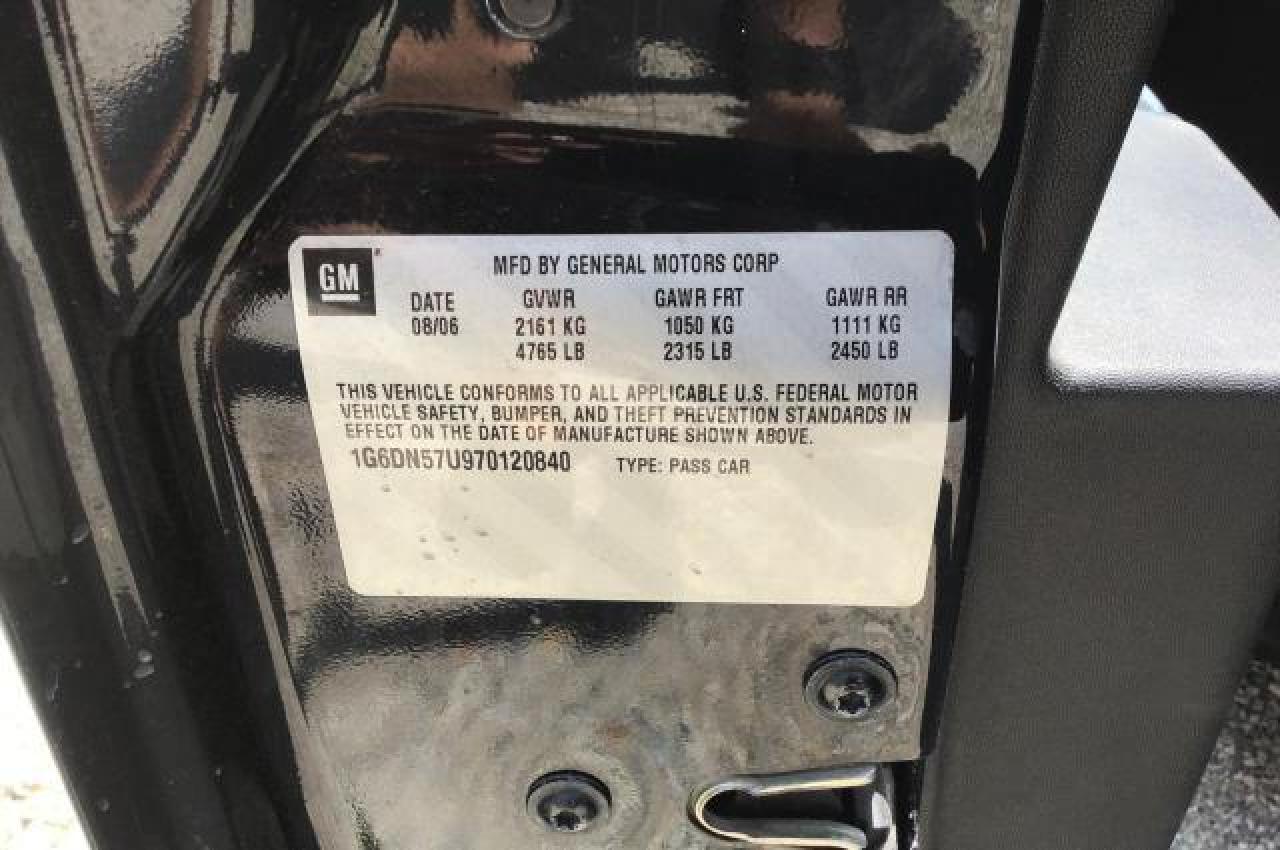 GM
MFD BY GENERAL MOTORS CORP
DATE GVWR GAWR FRT GAWR RR
08/06 2161 KG 1050 KG 1111 KG
4765 LB 2315 LB 2450 LB
THIS VEHICLE CONFORMS TO ALL APPLICABLE U.S. FEDERAL MOTOR
VEHICLE SAFETY, BUMPER, AND THEFT PREVENTION STANDARDS IN
EFFECT ON THE DATE OF MANUFACTURE SHOWN ABOVE.
1G6DN57U970120840 TYPE: PASS CAR